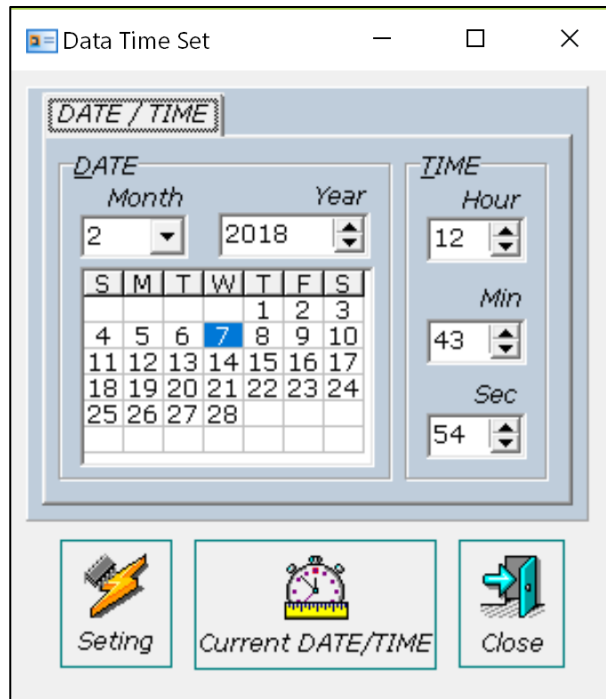 Data Time Set
DATE / TIME
DATE
Month Year
2 2018
S M T W T F S
1 2 3
4 5 6 7 8 9 10
11 12 13 14 15 16 17
18 19 20 21 22 23 24
25 26 27 28
TIME
Hour
12
Min
43
Sec
54
Seting
Current DATE/TIME
Close